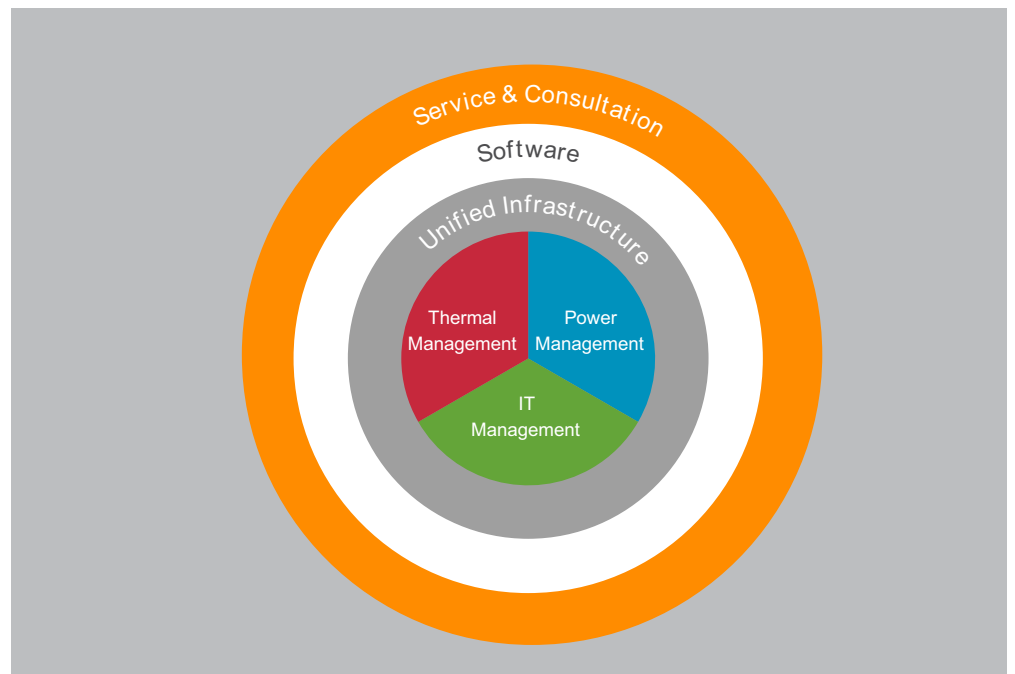 Service & Consultation
Software
Unified Infrastructure
Thermal
Management
Power
Management
IT
Management